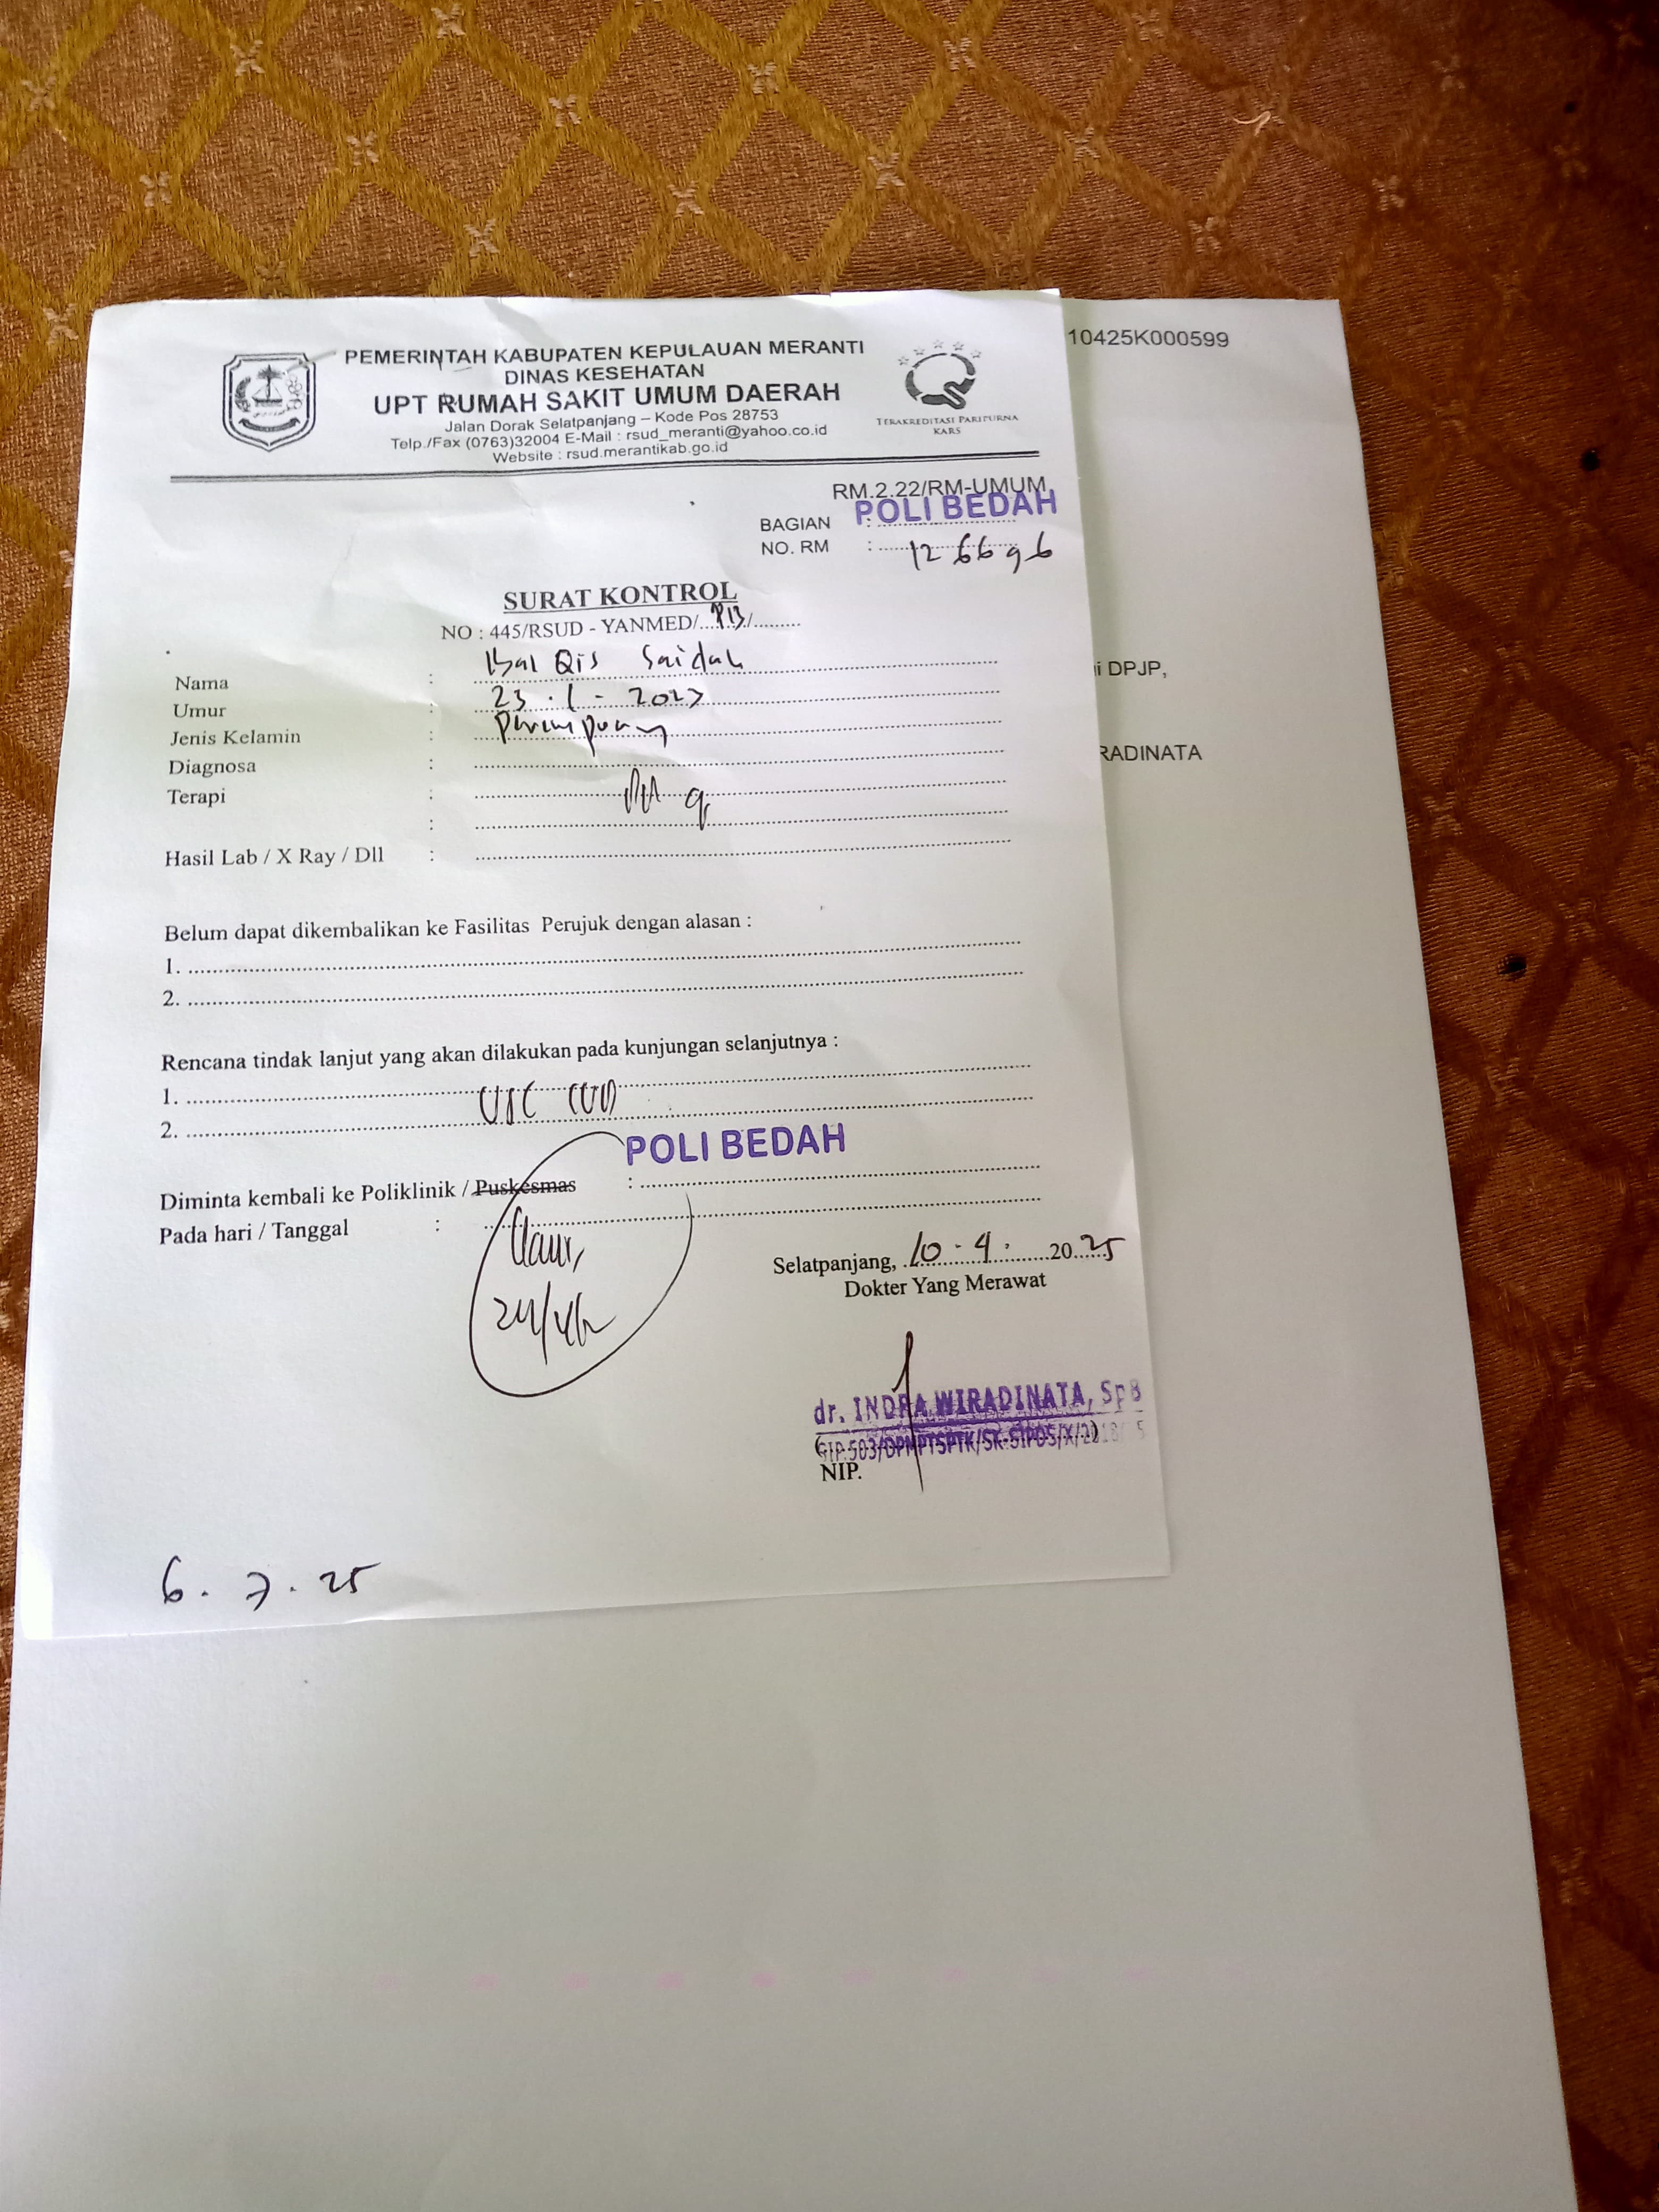 PEMERINTAH KABUPATEN KEPULAUAN MERANTI
DINAS KESEHATAN
UPT RUMAH SAKIT UMUM DAERAH
Jalan Dorak Selatpanjang – Kode Pos 28753
Telp./Fax (0763)32004 E-Mail : rsud_meranti@yahoo.co.id
Website : rsud.merantikab.go.id
TERAKREDITASI PARIPURNA
KARS
10425K000599
RM.2.22/RM-UMUM
BAGIAN : POLI BEDAH
NO. RM : 126696
SURAT KONTROL
NO : 445/RSUD - YANMED/ /
Nama : Bal Qis Saidah
Umur : 23 . 1 - 2023
Jenis Kelamin : Perempuan
Diagnosa :
Terapi :
:
Hasil Lab / X Ray / Dll :
i DPJP,
RADINATA
Belum dapat dikembalikan ke Fasilitas Perujuk dengan alasan :
1.
2.
Rencana tindak lanjut yang akan dilakukan pada kunjungan selanjutnya :
1.
2.
Diminta kembali ke Poliklinik / Puskesmas : POLI BEDAH
Pada hari / Tanggal :
Selatpanjang, 10 - 4 . 2025
Dokter Yang Merawat
dr. INDRA WIRADINATA, SpB
NIP.
6 . 7 . 25